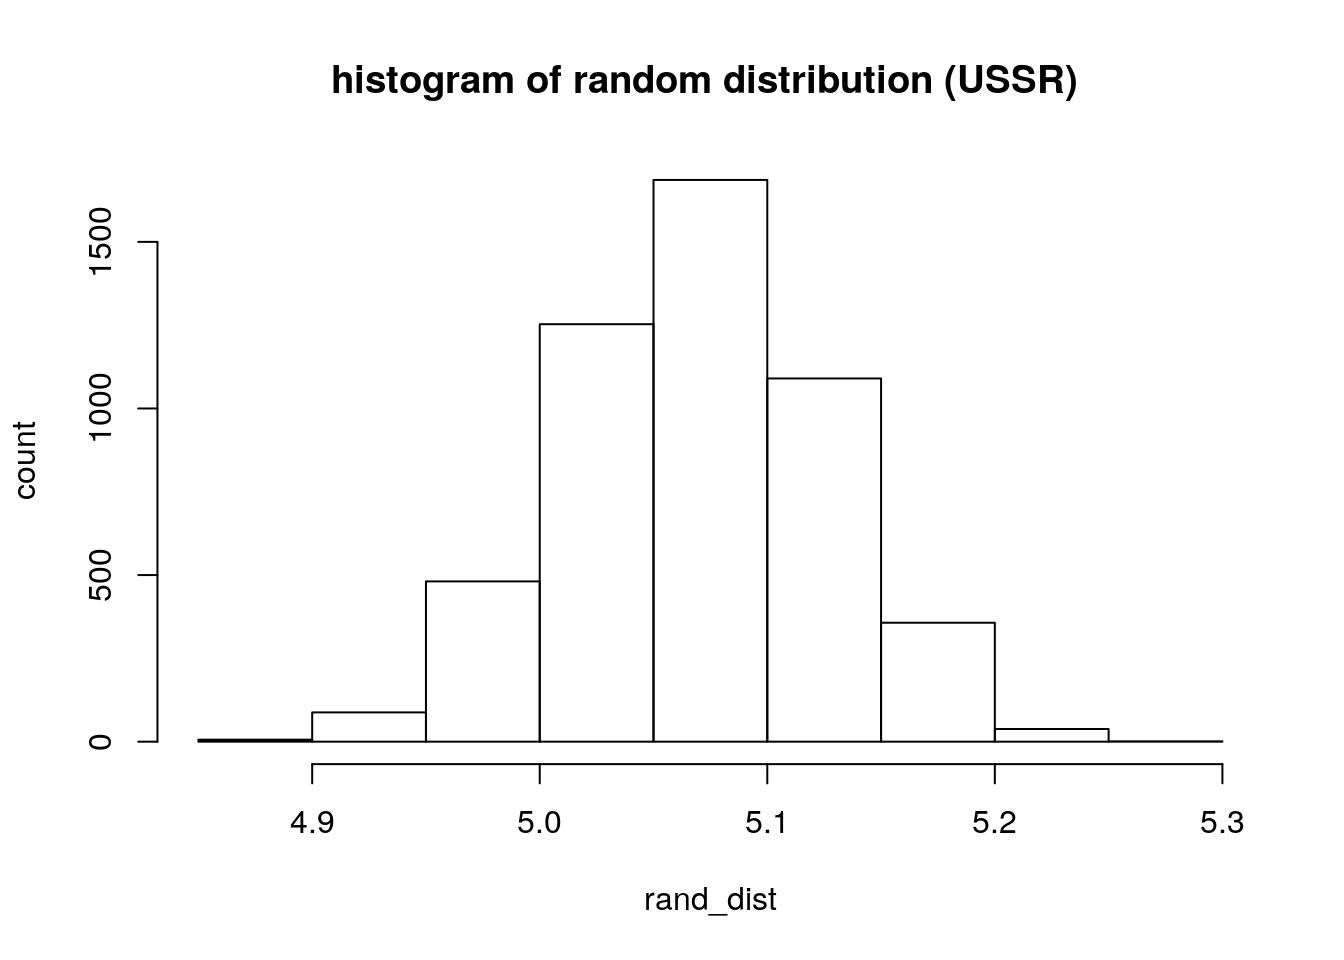 histogram of random distribution (USSR)
1500
1000
500
0
count
4.9 5.0 5.1 5.2 5.3
rand_dist